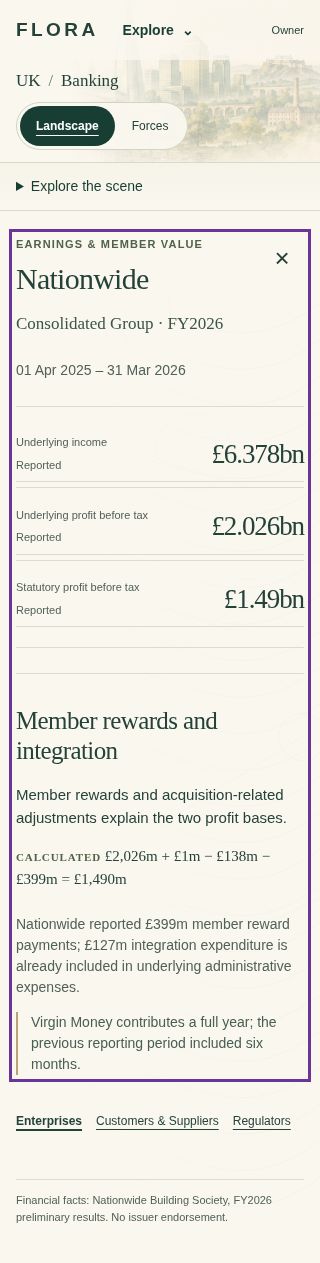 FLORA Explore Owner
UK / Banking
Landscape Forces
Explore the scene
EARNINGS & MEMBER VALUE
Nationwide
Consolidated Group · FY2026
01 Apr 2025 – 31 Mar 2026
Underlying income
Reported
£6.378bn
Underlying profit before tax
Reported
£2.026bn
Statutory profit before tax
Reported
£1.49bn
Member rewards and
integration
Member rewards and acquisition-related
adjustments explain the two profit bases.
CALCULATED £2,026m + £1m − £138m −
£399m = £1,490m
Nationwide reported £399m member reward
payments; £127m integration expenditure is
already included in underlying administrative
expenses.
Virgin Money contributes a full year; the
previous reporting period included six
months.
Enterprises Customers & Suppliers Regulators
Financial facts: Nationwide Building Society, FY2026
preliminary results. No issuer endorsement.